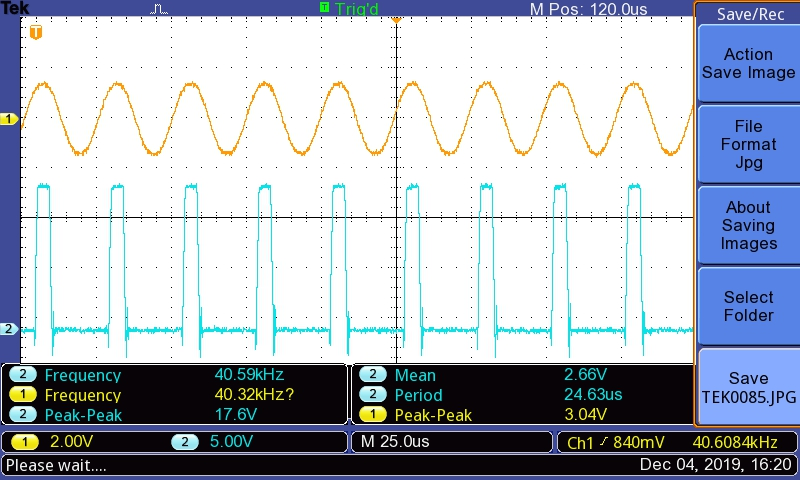 Tek T Trig'd M Pos: 120.0us Save/Rec
T
Action
Save Image
1
File
Format
Jpg
About
Saving
Images
Select
Folder
2
2 Frequency 40.59kHz 2 Mean 2.66V
1 Frequency 40.32kHz? 2 Period 24.63us
2 Peak-Peak 17.6V 1 Peak-Peak 3.04V
Save
TEK0085.JPG
1 2.00V 2 5.00V M 25.0us Ch1 840mV 40.6084kHz
Please wait.... Dec 04, 2019, 16:20